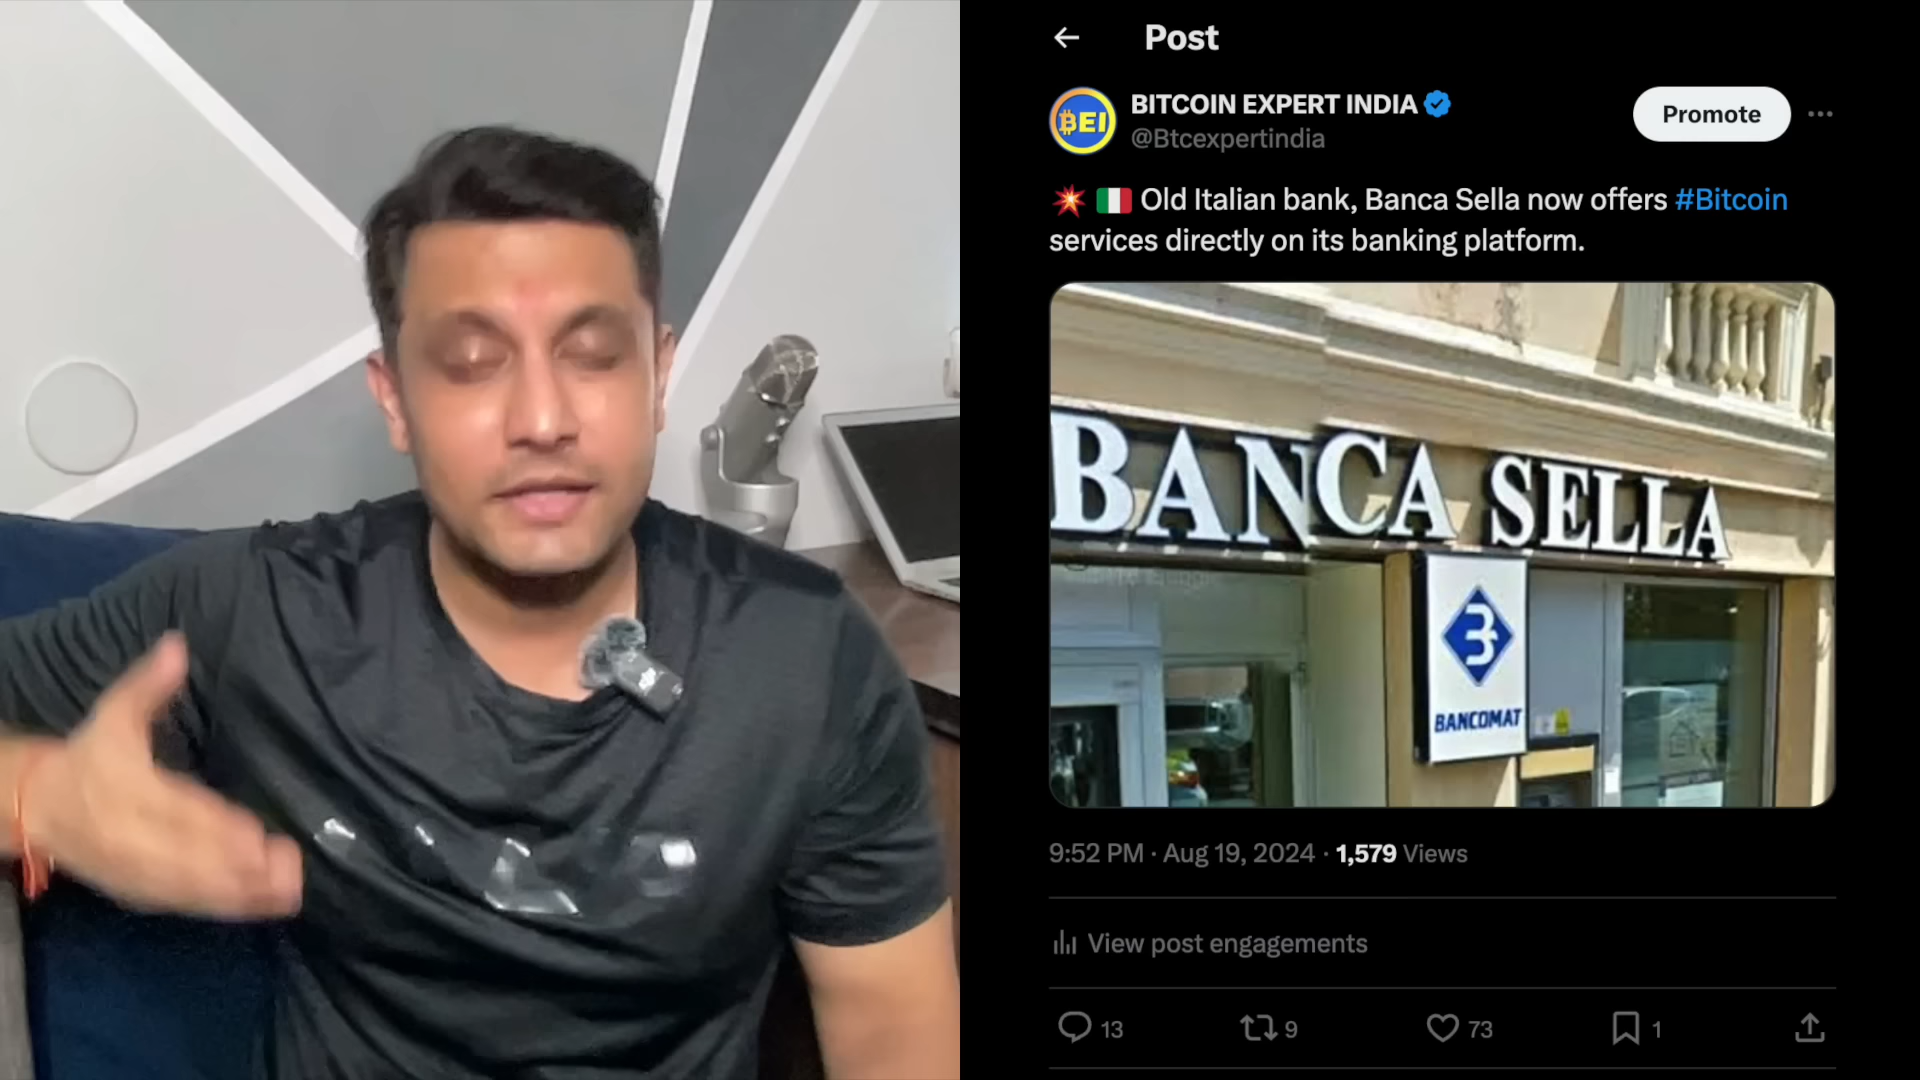 Post
BEI
BITCOIN EXPERT INDIA
@Btcexpertindia
Promote
💥 🇮🇹 Old Italian bank, Banca Sella now offers #Bitcoin
services directly on its banking platform.
BANCA SELLA
BANCOMAT
9:52 PM · Aug 19, 2024 · 1,579 Views
View post engagements
13 9 73 1